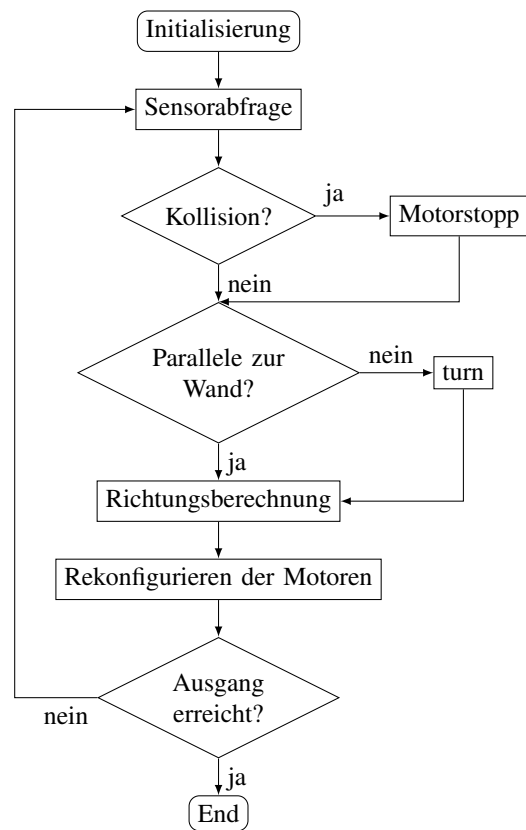 Initialisierung
Sensorabfrage
Kollision?
ja
Motorstopp
nein
Parallele zur
Wand?
nein
turn
ja
Richtungsberechnung
Rekonfigurieren der Motoren
Ausgang
erreicht?
nein
ja
End